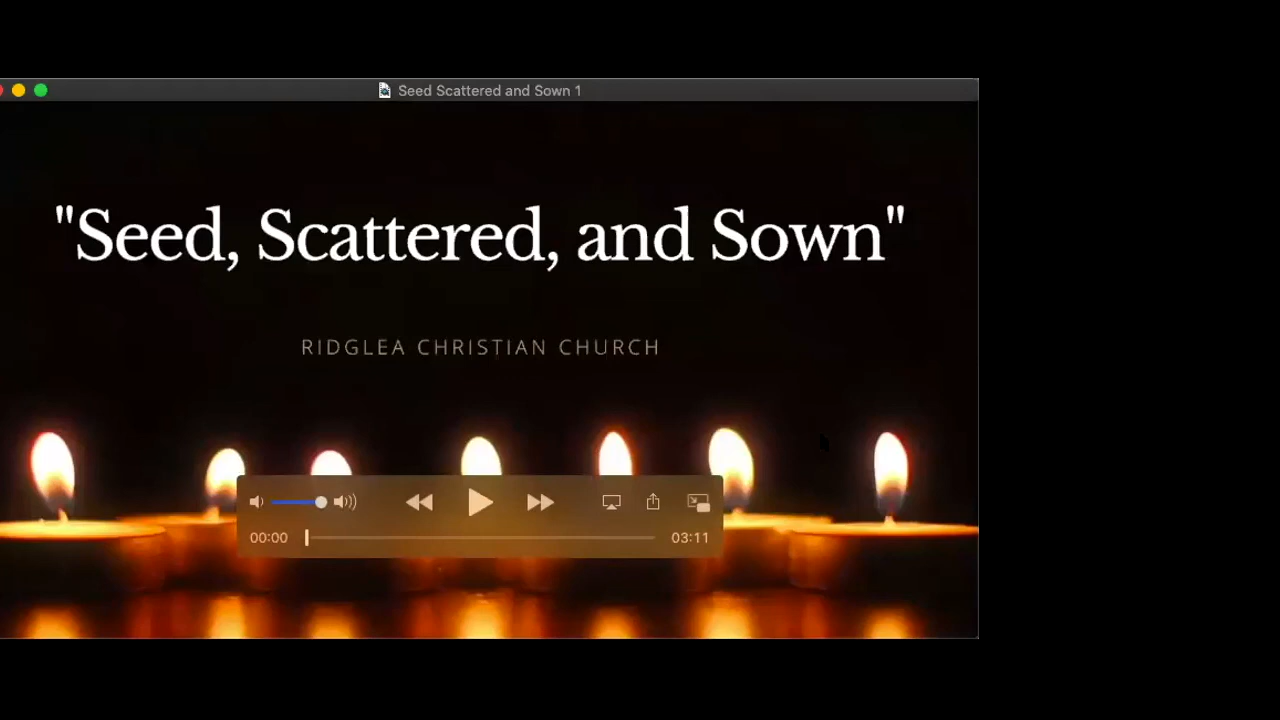 Seed Scattered and Sown 1
"Seed, Scattered, and Sown"
RIDGLEA CHRISTIAN CHURCH
00:00
03:11